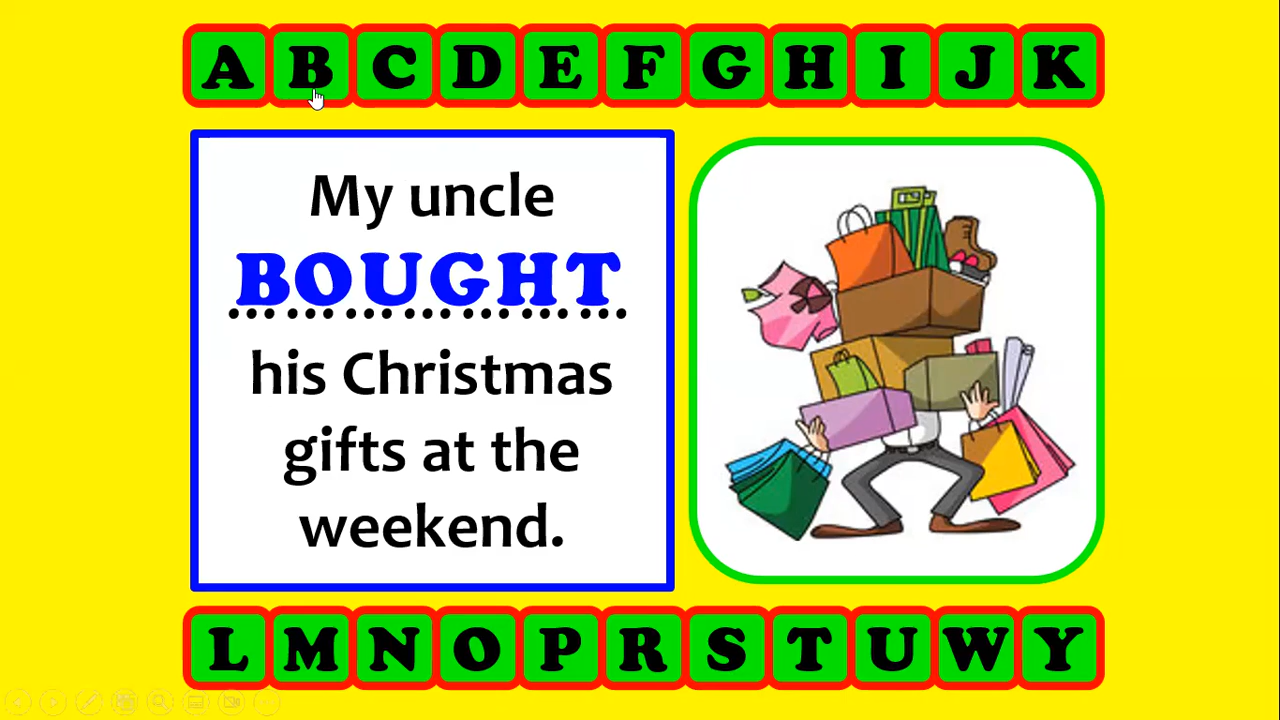 A B C D E F G H I J K
My uncle
BOUGHT
his Christmas
gifts at the
weekend.
L M N O P R S T U W Y